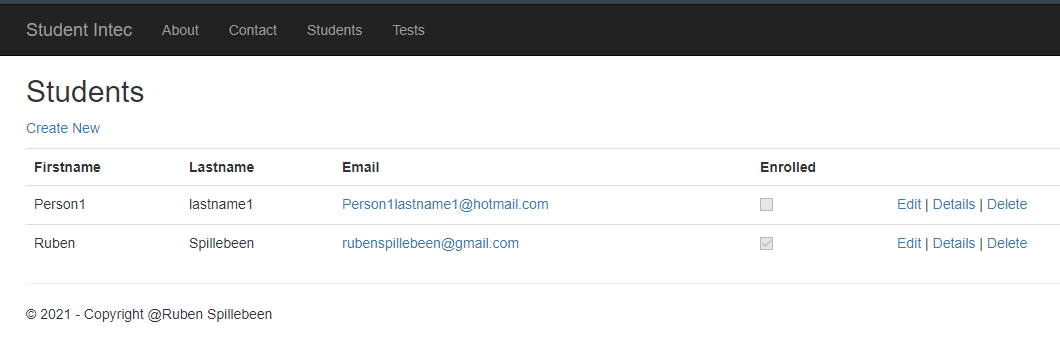 Student Intec About Contact Students Tests
Students
Create New
Firstname Lastname Email Enrolled
Person1 lastname1 Person1lastname1@hotmail.com Edit | Details | Delete
Ruben Spillebeen rubenspillebeen@gmail.com Edit | Details | Delete
© 2021 - Copyright @Ruben Spillebeen